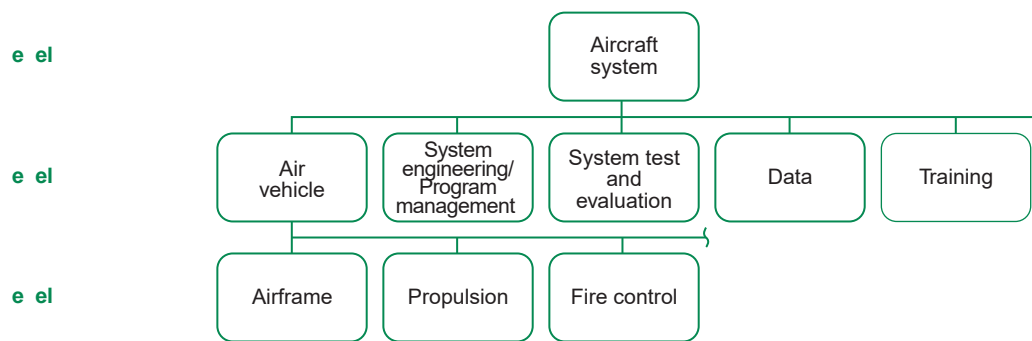 e el
Aircraft
system
e el
Air
vehicle
System
engineering/
Program
management
System test
and
evaluation
Data
Training
e el
Airframe
Propulsion
Fire control